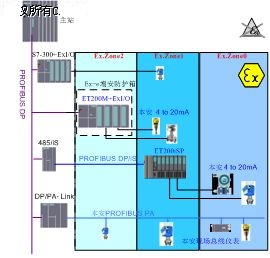 主站
Ex.Zone2
Ex.Zone1
Ex.Zone0
S7-300+Ex I/O
Ex-e增安防护箱
ET200M+Ex I/O
本安 4 to 20mA
PROFIBUS DP
ET200iSP
485/iS
PROFIBUS DP/iS
本安 4 to 20mA
DP/PA- Link
本安PROFIBUS PA
本安现场总线仪表